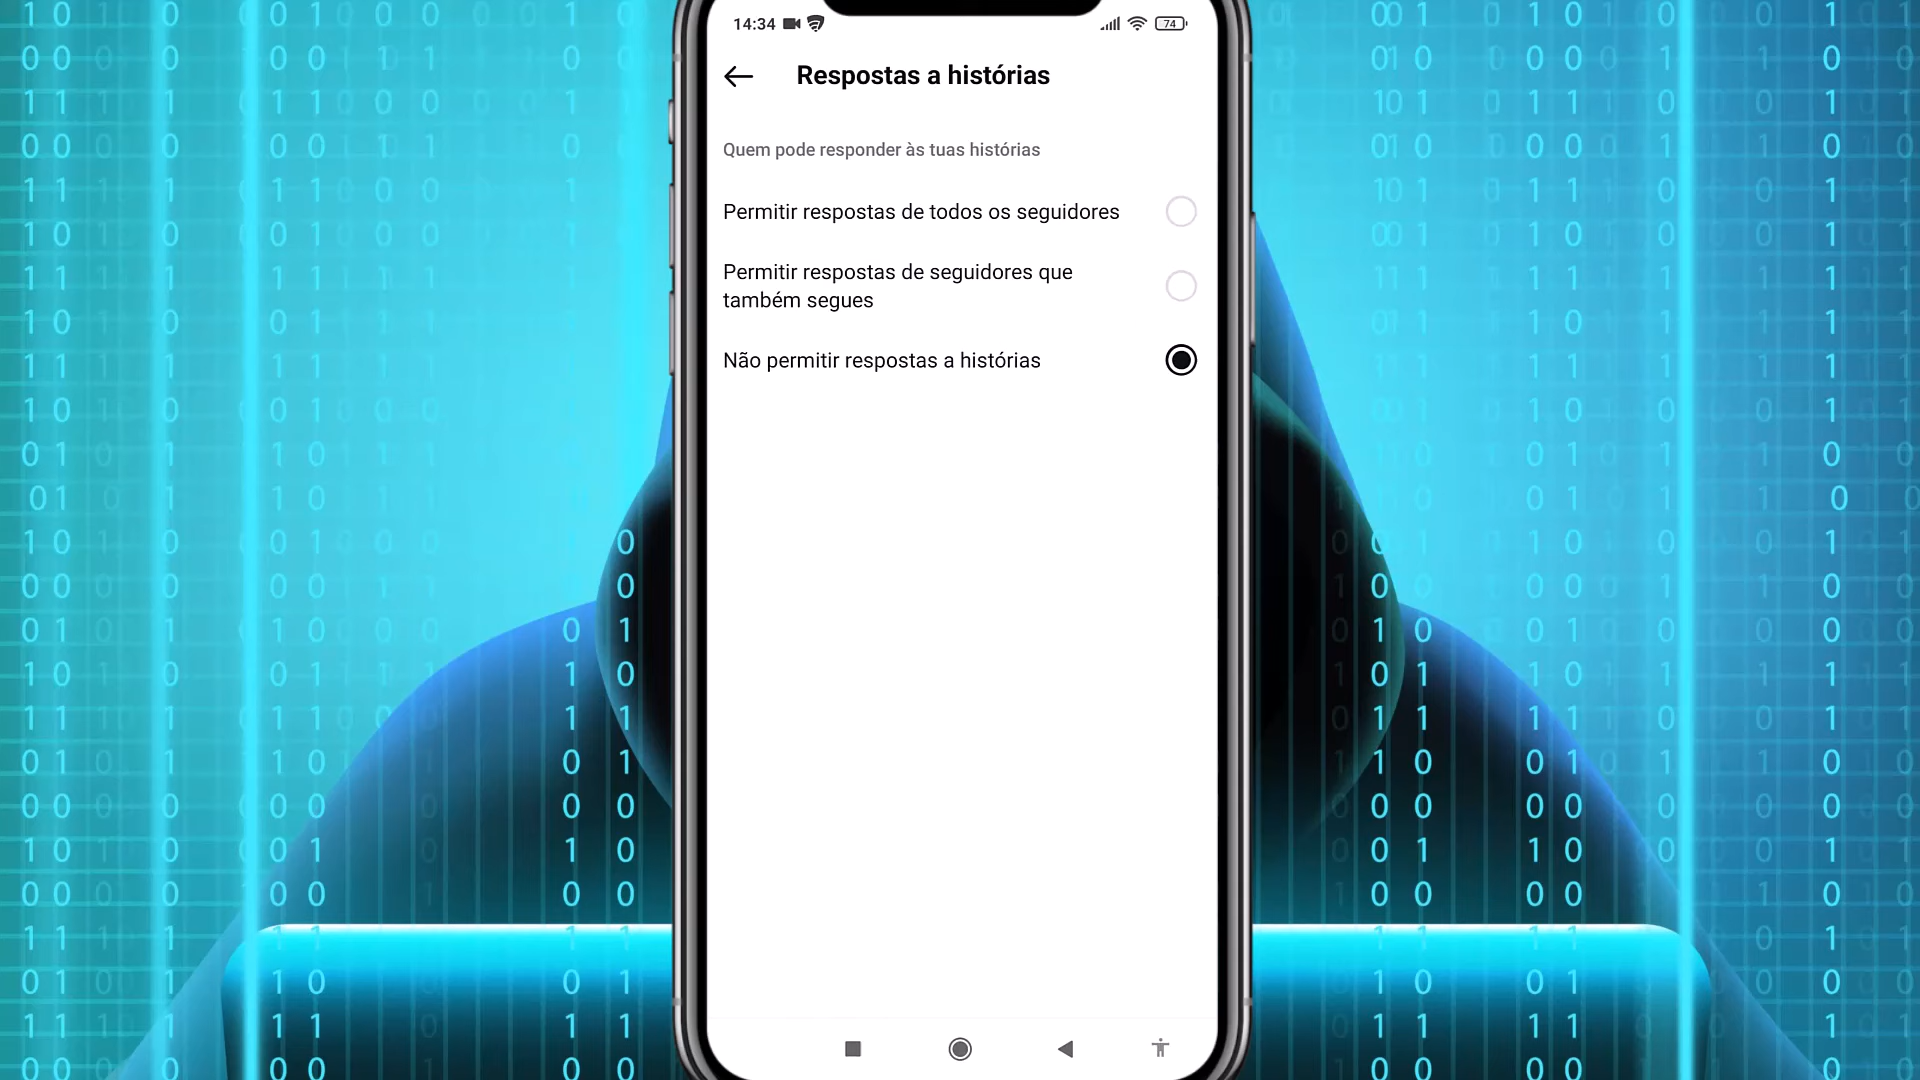 14:34
74
Respostas a histórias
Quem pode responder às tuas histórias
Permitir respostas de todos os seguidores
Permitir respostas de seguidores que
também segues
Não permitir respostas a histórias